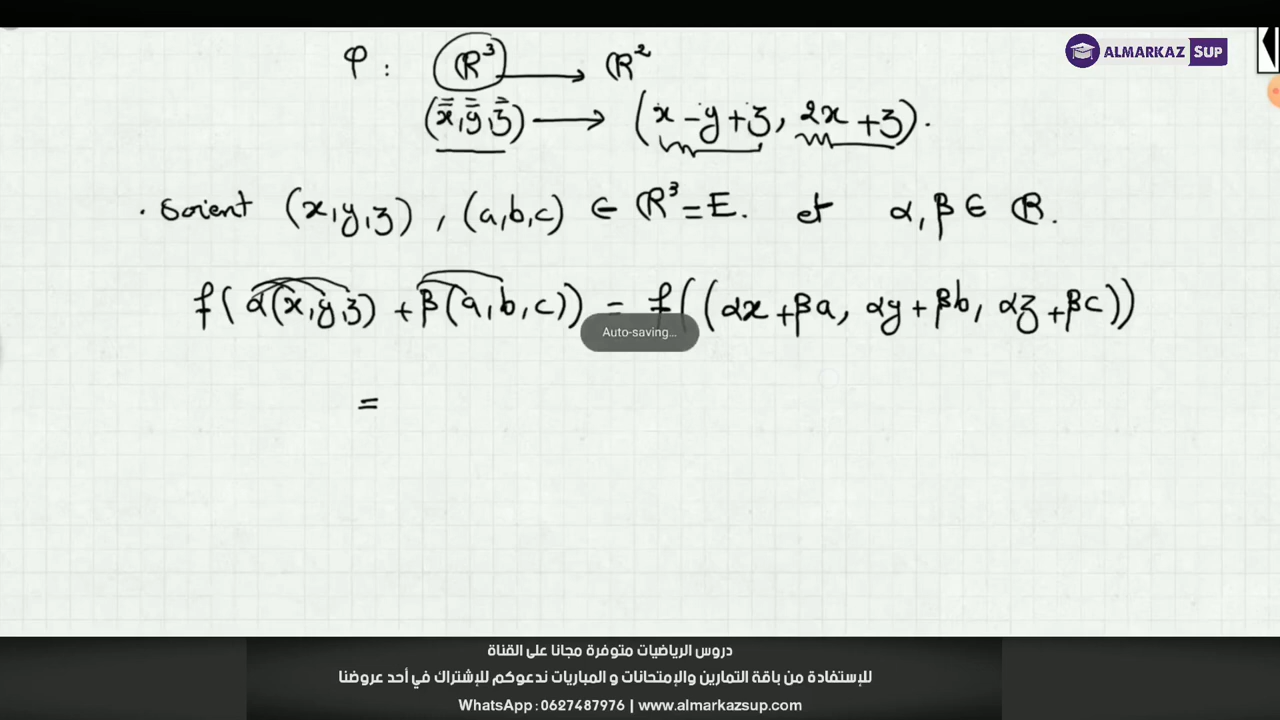 φ : ℝ³ ⟶ ℝ²
ALMARKAZ SUP
(x,y,z) ⟶ (x-y+z, 2x+z).
. Soient (x,y,z), (a,b,c) ∈ ℝ³=E. et α,β ∈ ℝ.
f(α(x,y,z) + β(a,b,c)) = f((αx+βa, αy+βb, αz+βc))
Auto-saving...
=
دروس الرياضيات متوفرة مجانا على القناة
للإستفادة من باقة التمارين والإمتحانات و المباريات ندعوكم للإشتراك في أحد عروضنا
WhatsApp : 0627487976 | www.almarkazsup.com